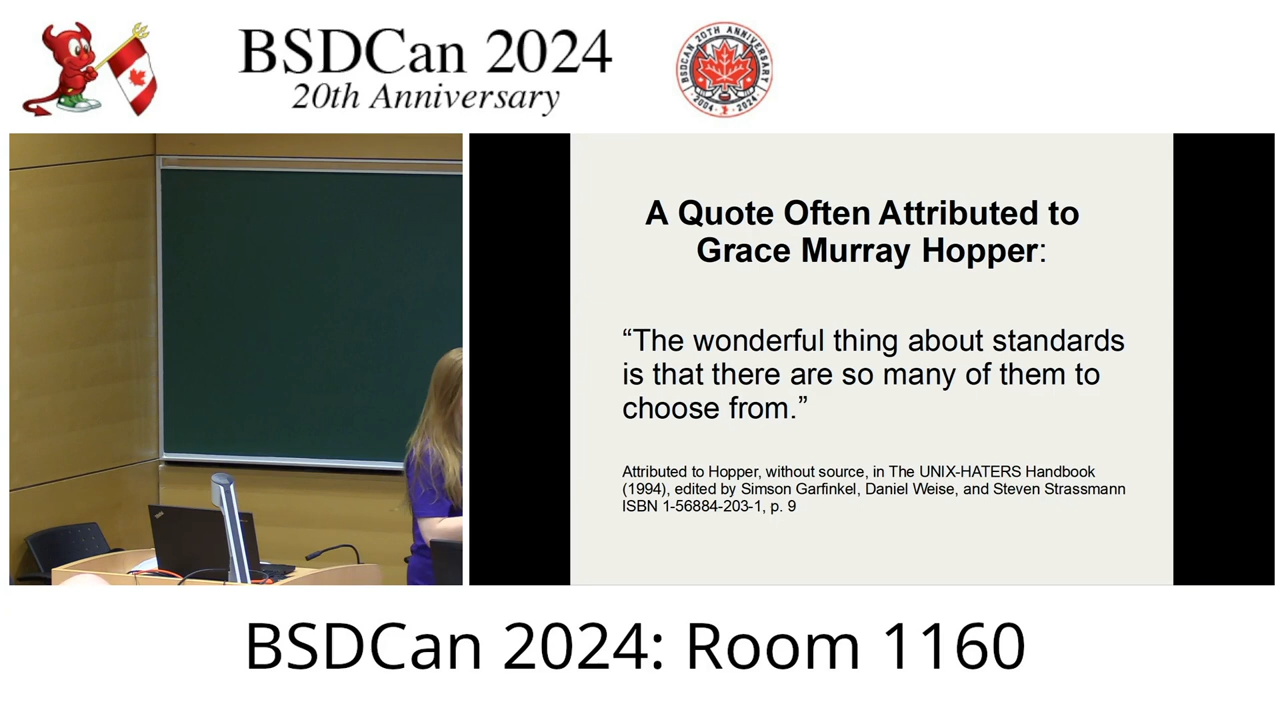 BSDCan 2024
20th Anniversary
BSDCAN 20TH ANNIVERSARY
2004 2024
A Quote Often Attributed to
Grace Murray Hopper:
“The wonderful thing about standards
is that there are so many of them to
choose from.”
Attributed to Hopper, without source, in The UNIX-HATERS Handbook
(1994), edited by Simson Garfinkel, Daniel Weise, and Steven Strassmann
ISBN 1-56884-203-1, p. 9
BSDCan 2024: Room 1160